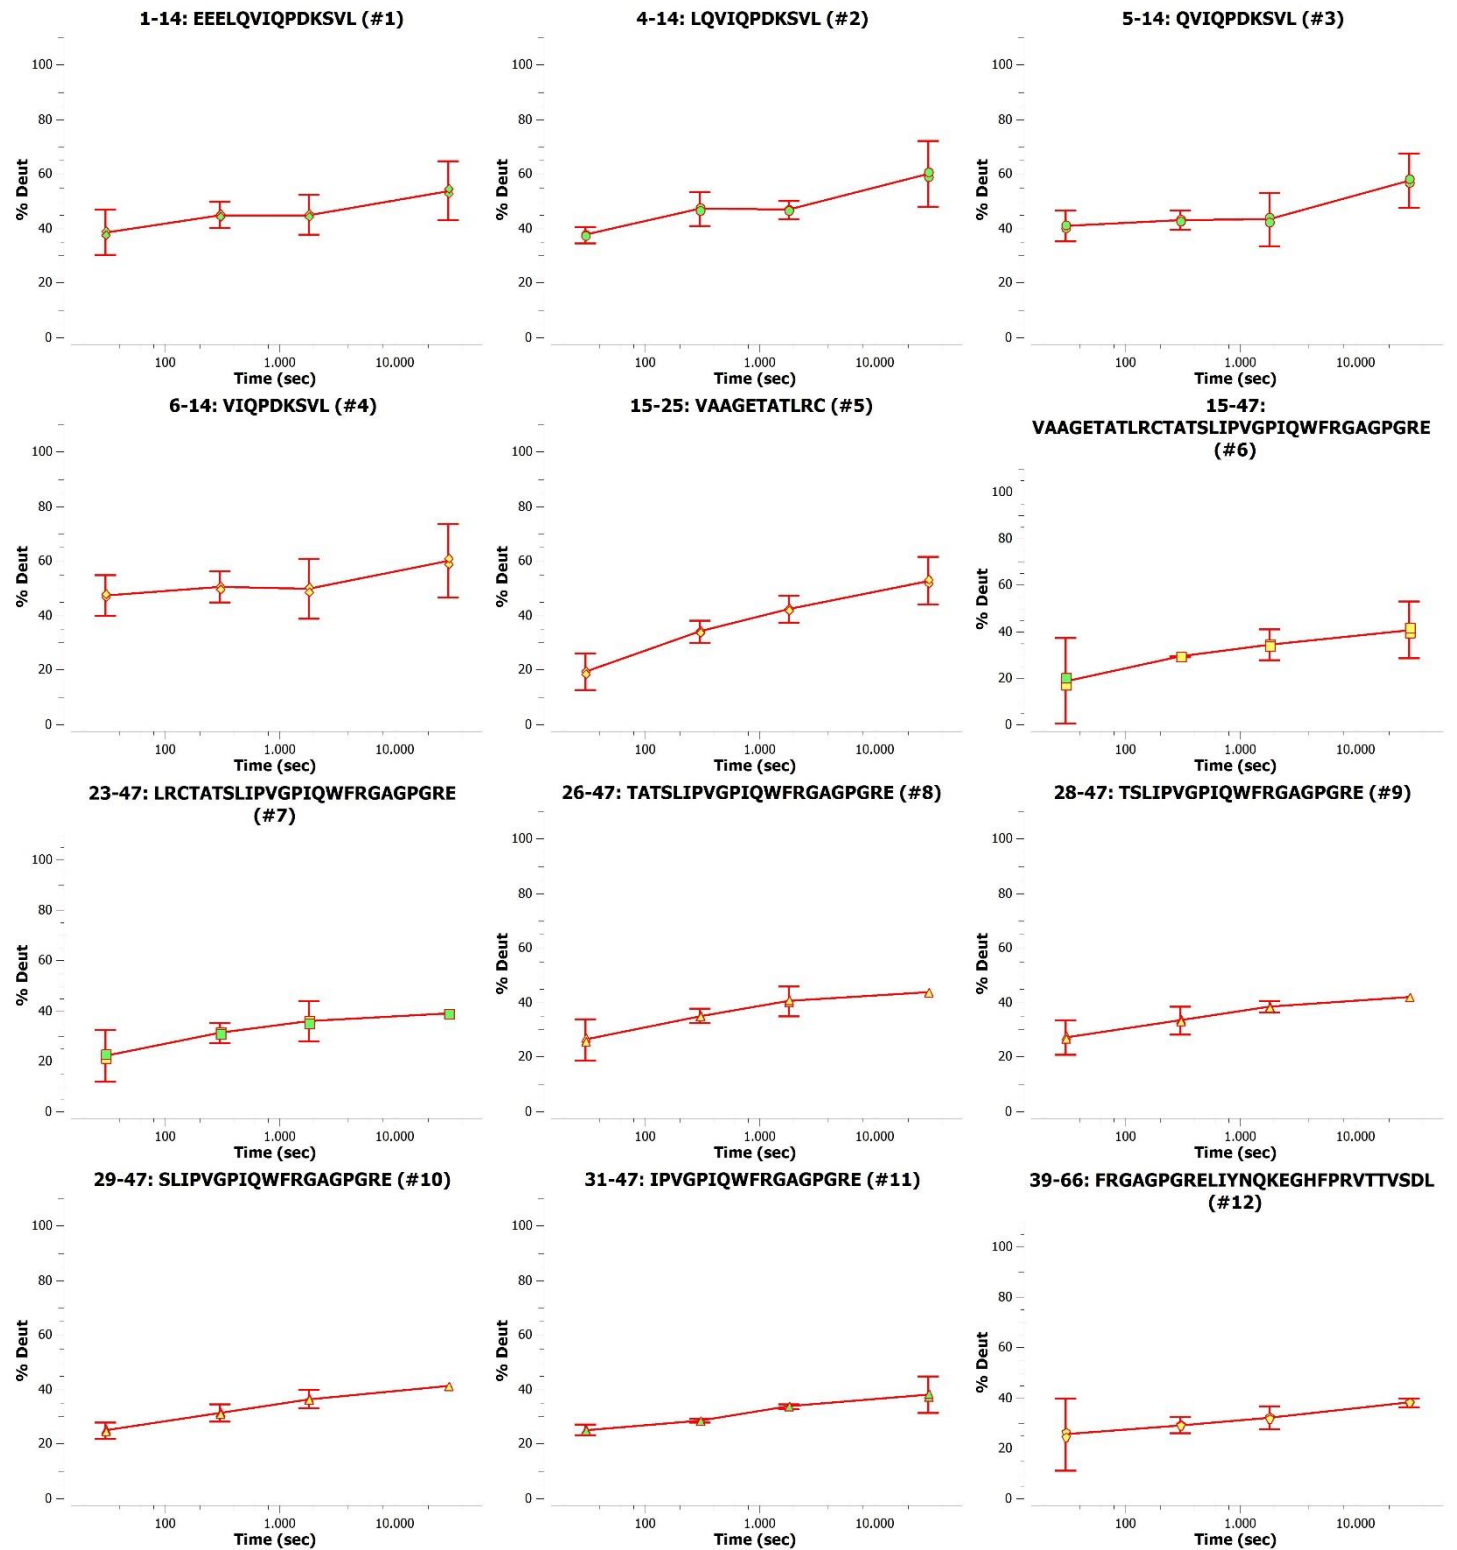 1-14: EEELQVIQPDKSVL (#1)
100
80
60
40
20
0
% Deut
100 1.000 10.000
Time (sec)
4-14: LQVIQPDKSVL (#2)
100
80
60
40
20
0
% Deut
100 1.000 10.000
Time (sec)
5-14: QVIQPDKSVL (#3)
100
80
60
40
20
0
% Deut
100 1.000 10.000
Time (sec)
6-14: VIQPDKSVL (#4)
100
80
60
40
20
0
% Deut
100 1.000 10.000
Time (sec)
15-25: VAAGETATLRC (#5)
100
80
60
40
20
0
% Deut
100 1.000 10.000
Time (sec)
15-47:
VAAGETATLRCTATSLIPVGPIQWFRGAGPGRE
(#6)
100
80
60
40
20
0
% Deut
100 1.000 10.000
Time (sec)
23-47: LRCTATSLIPVGPIQWFRGAGPGRE
(#7)
100
80
60
40
20
0
% Deut
100 1.000 10.000
Time (sec)
26-47: TATSLIPVGPIQWFRGAGPGRE (#8)
100
80
60
40
20
0
% Deut
100 1.000 10.000
Time (sec)
28-47: TSLIPVGPIQWFRGAGPGRE (#9)
100
80
60
40
20
0
% Deut
100 1.000 10.000
Time (sec)
29-47: SLIPVGPIQWFRGAGPGRE (#10)
100
80
60
40
20
0
% Deut
100 1.000 10.000
Time (sec)
31-47: IPVGPIQWFRGAGPGRE (#11)
100
80
60
40
20
0
% Deut
100 1.000 10.000
Time (sec)
39-66: FRGAGPGRELIYNQKEGHFPRVTTVSDL
(#12)
100
80
60
40
20
0
% Deut
100 1.000 10.000
Time (sec)